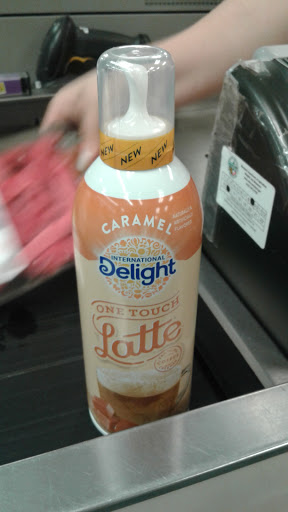 NEW NEW NEW
CARAMEL
INTERNATIONAL
Delight
ONE TOUCH
Latte